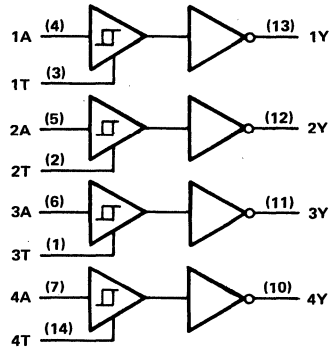 1A (4) (13) 1Y
1T (3)
2A (5) (12) 2Y
2T (2)
3A (6) (11) 3Y
3T (1)
4A (7) (10) 4Y
4T (14)